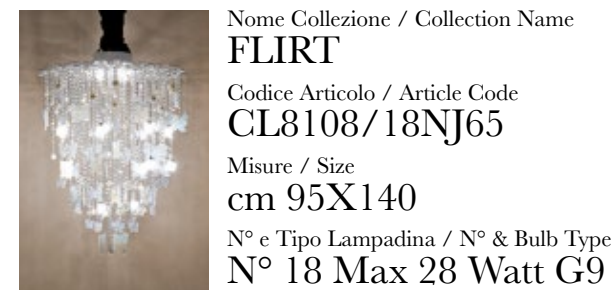 Nome Collezione / Collection Name
FLIRT
Codice Articolo / Article Code
CL8108/18NJ65
Misure / Size
cm 95X140
N° e Tipo Lampadina / N° & Bulb Type
N° 18 Max 28 Watt G9